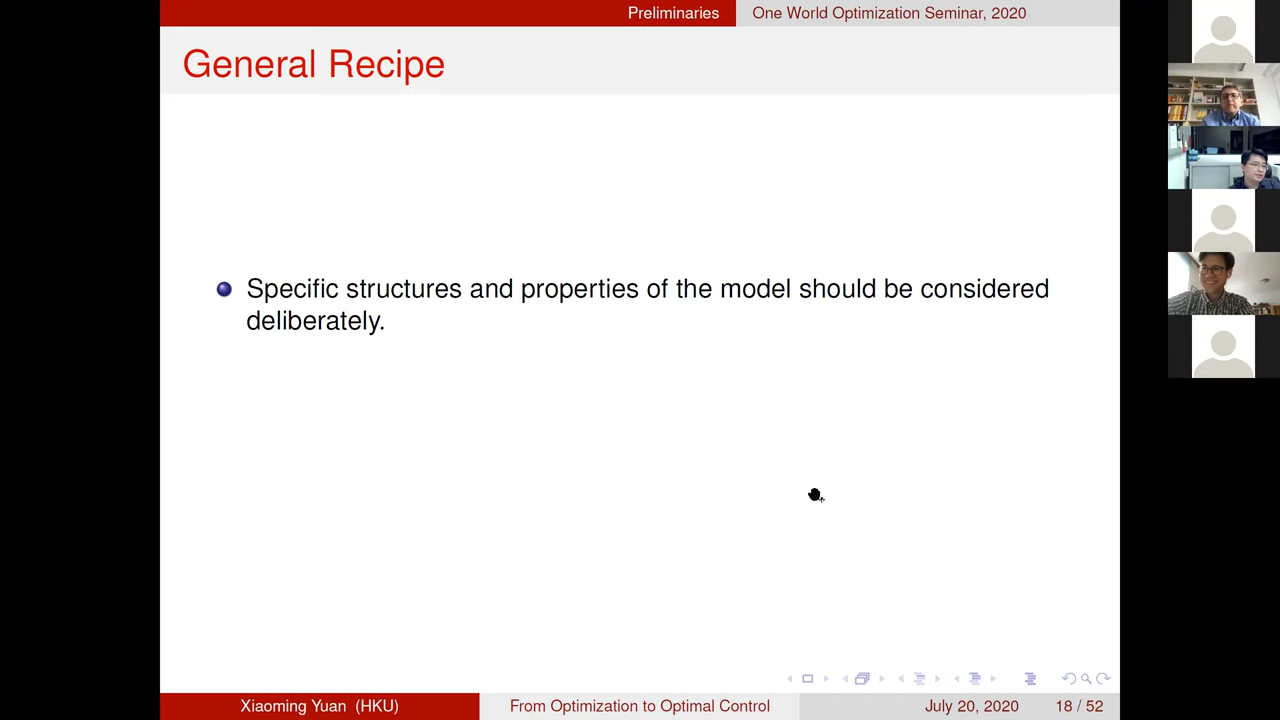 Preliminaries One World Optimization Seminar, 2020
General Recipe
Specific structures and properties of the model should be considered
deliberately.
Xiaoming Yuan (HKU) From Optimization to Optimal Control July 20, 2020 18 / 52